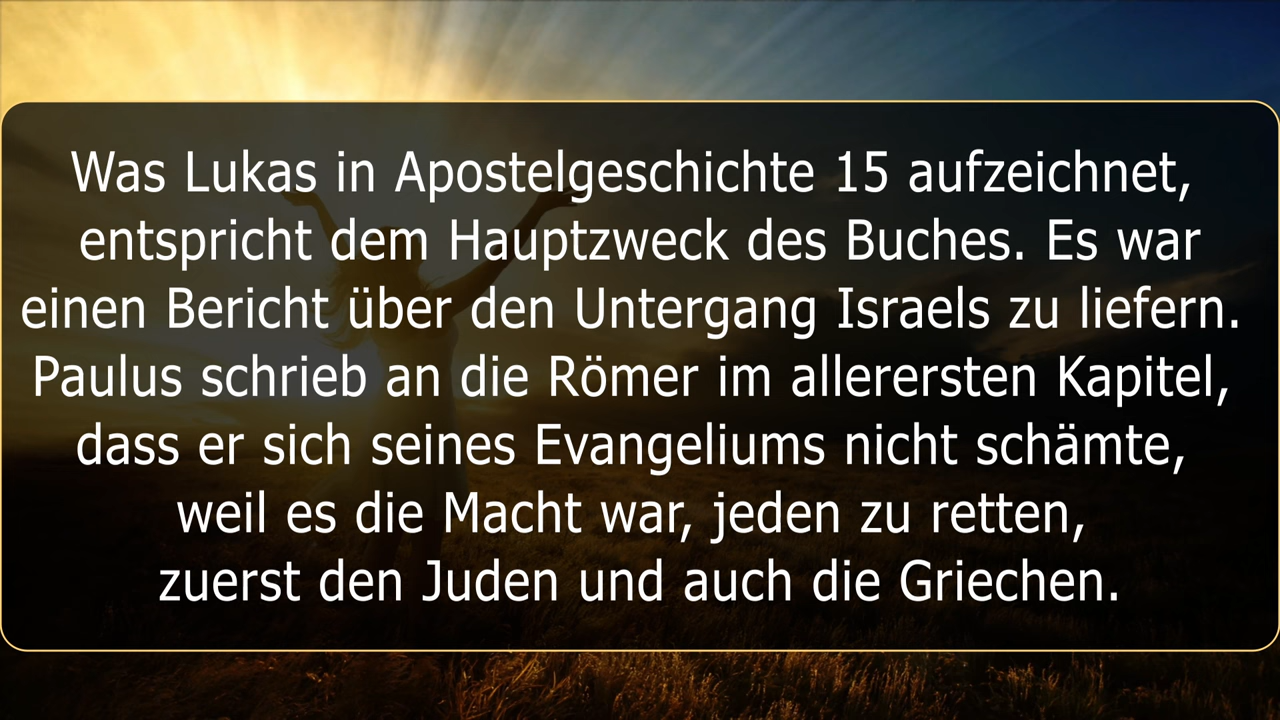 Was Lukas in Apostelgeschichte 15 aufzeichnet,
entspricht dem Hauptzweck des Buches. Es war
einen Bericht über den Untergang Israels zu liefern.
Paulus schrieb an die Römer im allerersten Kapitel,
dass er sich seines Evangeliums nicht schämte,
weil es die Macht war, jeden zu retten,
zuerst den Juden und auch die Griechen.